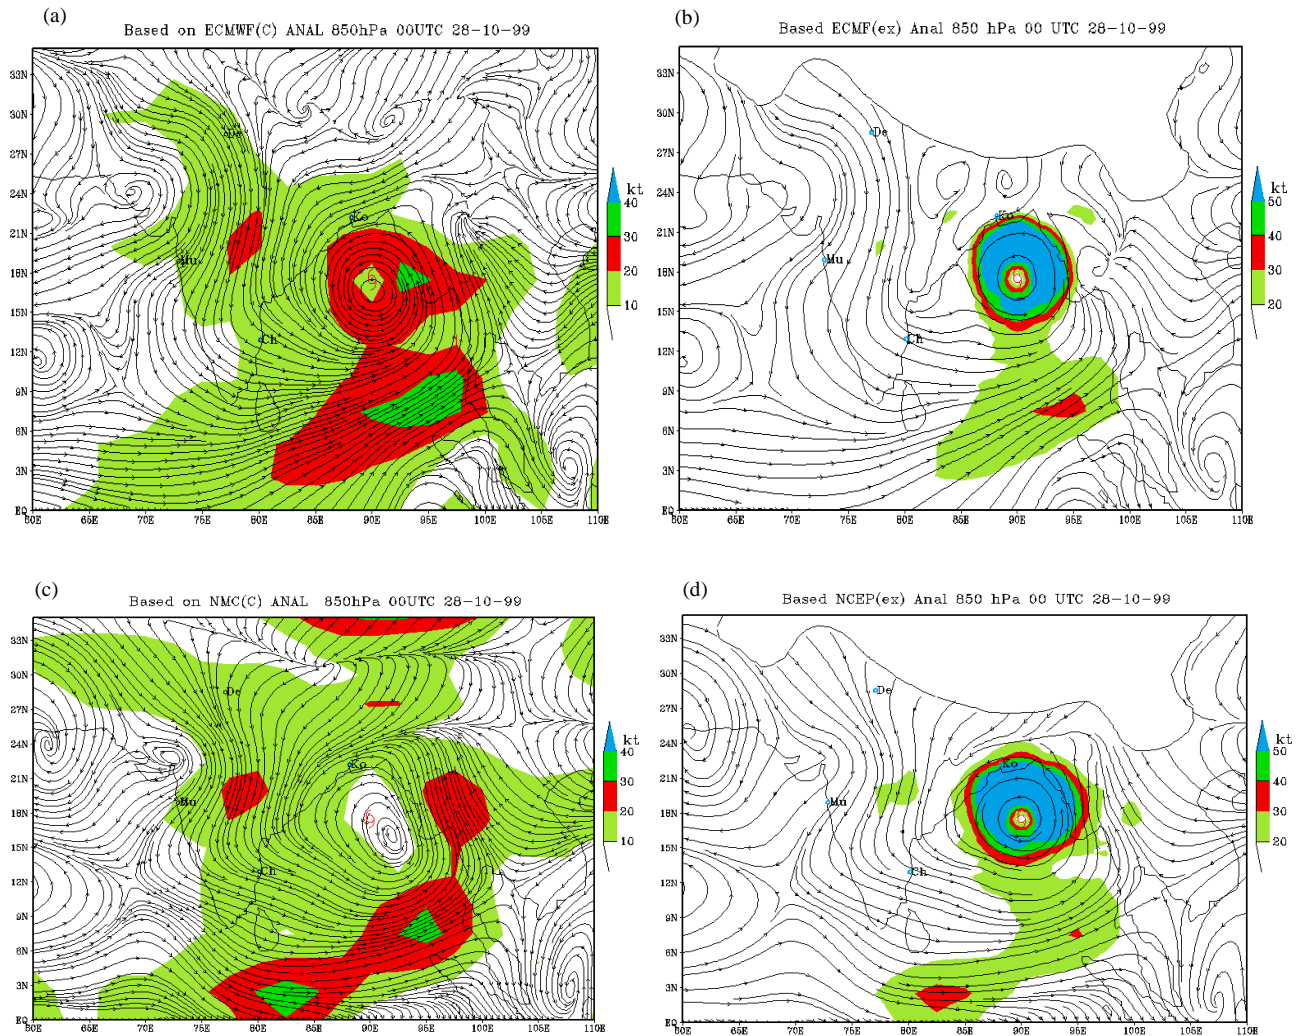 (a)
Based on ECMWF(C) ANAL 850hPa 00UTC 28-10-99
33N
30N
27N
24N
21N
18N
15N
12N
9N
6N
3N
EQ
60E 65E 70E 75E 80E 85E 90E 95E 100E 105E 110E
De
Ko
Mu
Ch
kt
40
30
20
10
(b)
Based ECMF(ex) Anal 850 hPa 00 UTC 28-10-99
33N
30N
27N
24N
21N
18N
15N
12N
9N
6N
3N
EQ
60E 65E 70E 75E 80E 85E 90E 95E 100E 105E 110E
De
Ko
Mu
Ch
kt
50
40
30
20
(c)
Based on NMC(C) ANAL 850hPa 00UTC 28-10-99
33N
30N
27N
24N
21N
18N
15N
12N
9N
6N
3N
EQ
60E 65E 70E 75E 80E 85E 90E 95E 100E 105E 110E
De
Ko
Mu
Ch
kt
40
30
20
10
(d)
Based NCEP(ex) Anal 850 hPa 00 UTC 28-10-99
33N
30N
27N
24N
21N
18N
15N
12N
9N
6N
3N
EQ
60E 65E 70E 75E 80E 85E 90E 95E 100E 105E 110E
De
Ko
Mu
Ch
kt
50
40
30
20